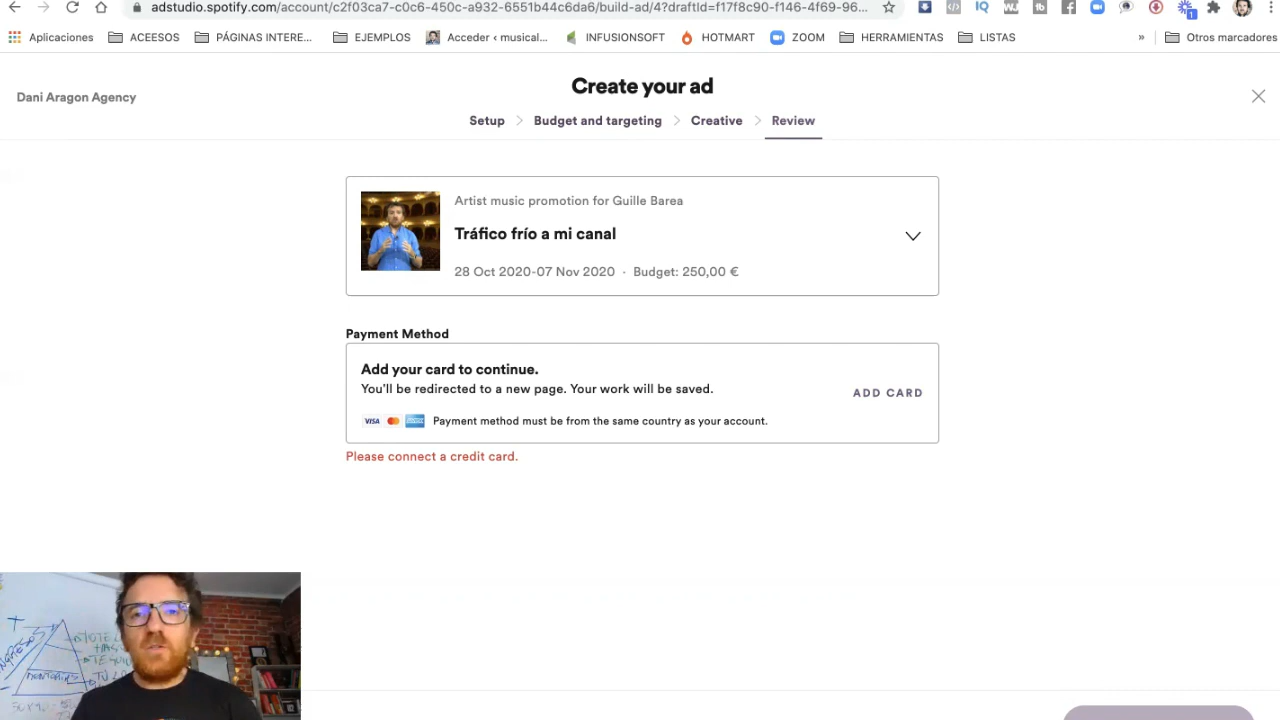 adstudio.spotify.com/account/c2f03ca7-c0c6-450c-a932-6551b44c6da6/build-ad/4?draftId=f17f8c90-f146-4f69-96...
Aplicaciones ACEESOS PÁGINAS INTERE... EJEMPLOS Acceder ‹ musical... INFUSIONSOFT HOTMART ZOOM HERRAMIENTAS LISTAS » Otros marcadores
Create your ad
Dani Aragon Agency
Setup > Budget and targeting > Creative > Review
Artist music promotion for Guille Barea
Tráfico frío a mi canal
28 Oct 2020-07 Nov 2020 · Budget: 250,00 €
Payment Method
Add your card to continue.
You'll be redirected to a new page. Your work will be saved.
ADD CARD
VISA Payment method must be from the same country as your account.
Please connect a credit card.